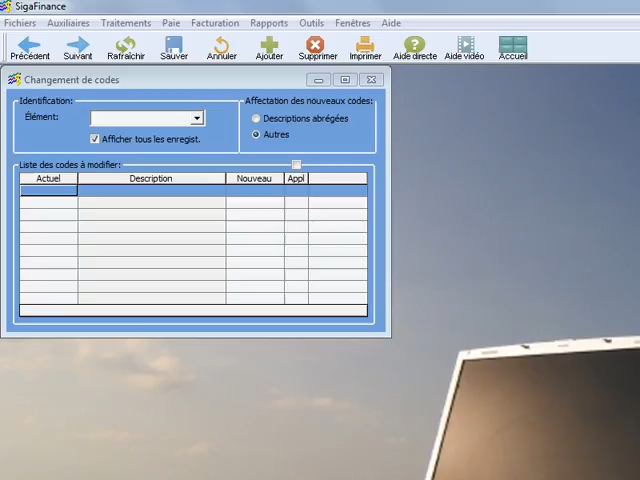 SigaFinance
Fichiers Auxiliaires Traitements Paie Facturation Rapports Outils Fenêtres Aide
Précédent Suivant Rafraîchir Sauver Annuler Ajouter Supprimer Imprimer Aide directe Aide vidéo Accueil
Changement de codes
Identification:
Affectation des nouveaux codes:
Élément:
Descriptions abrégées
Afficher tous les enregist.
Autres
Liste des codes à modifier:
Actuel Description Nouveau Appl